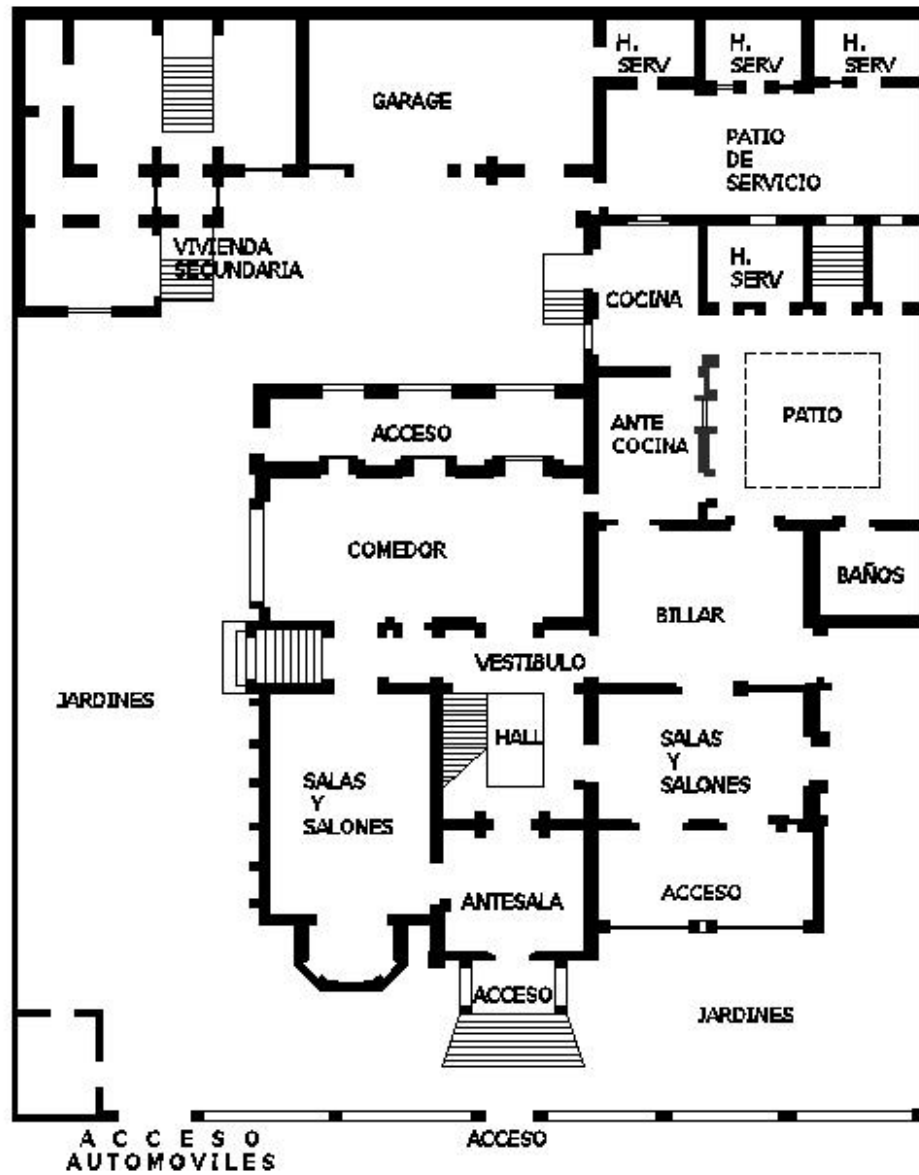 H.
SERV
H.
SERV
H.
SERV
GARAGE
PATIO
DE
SERVICIO
VIVIENDA
SECUNDARIA
H.
SERV
COCINA
PATIO
ANTE
COCINA
ACCESO
COMEDOR
BAÑOS
BILLAR
VESTIBULO
JARDINES
HALL
SALAS
Y
SALONES
SALAS
Y
SALONES
ANTESALA
ACCESO
ACCESO
JARDINES
A C C E S O
AUTOMOVILES
ACCESO